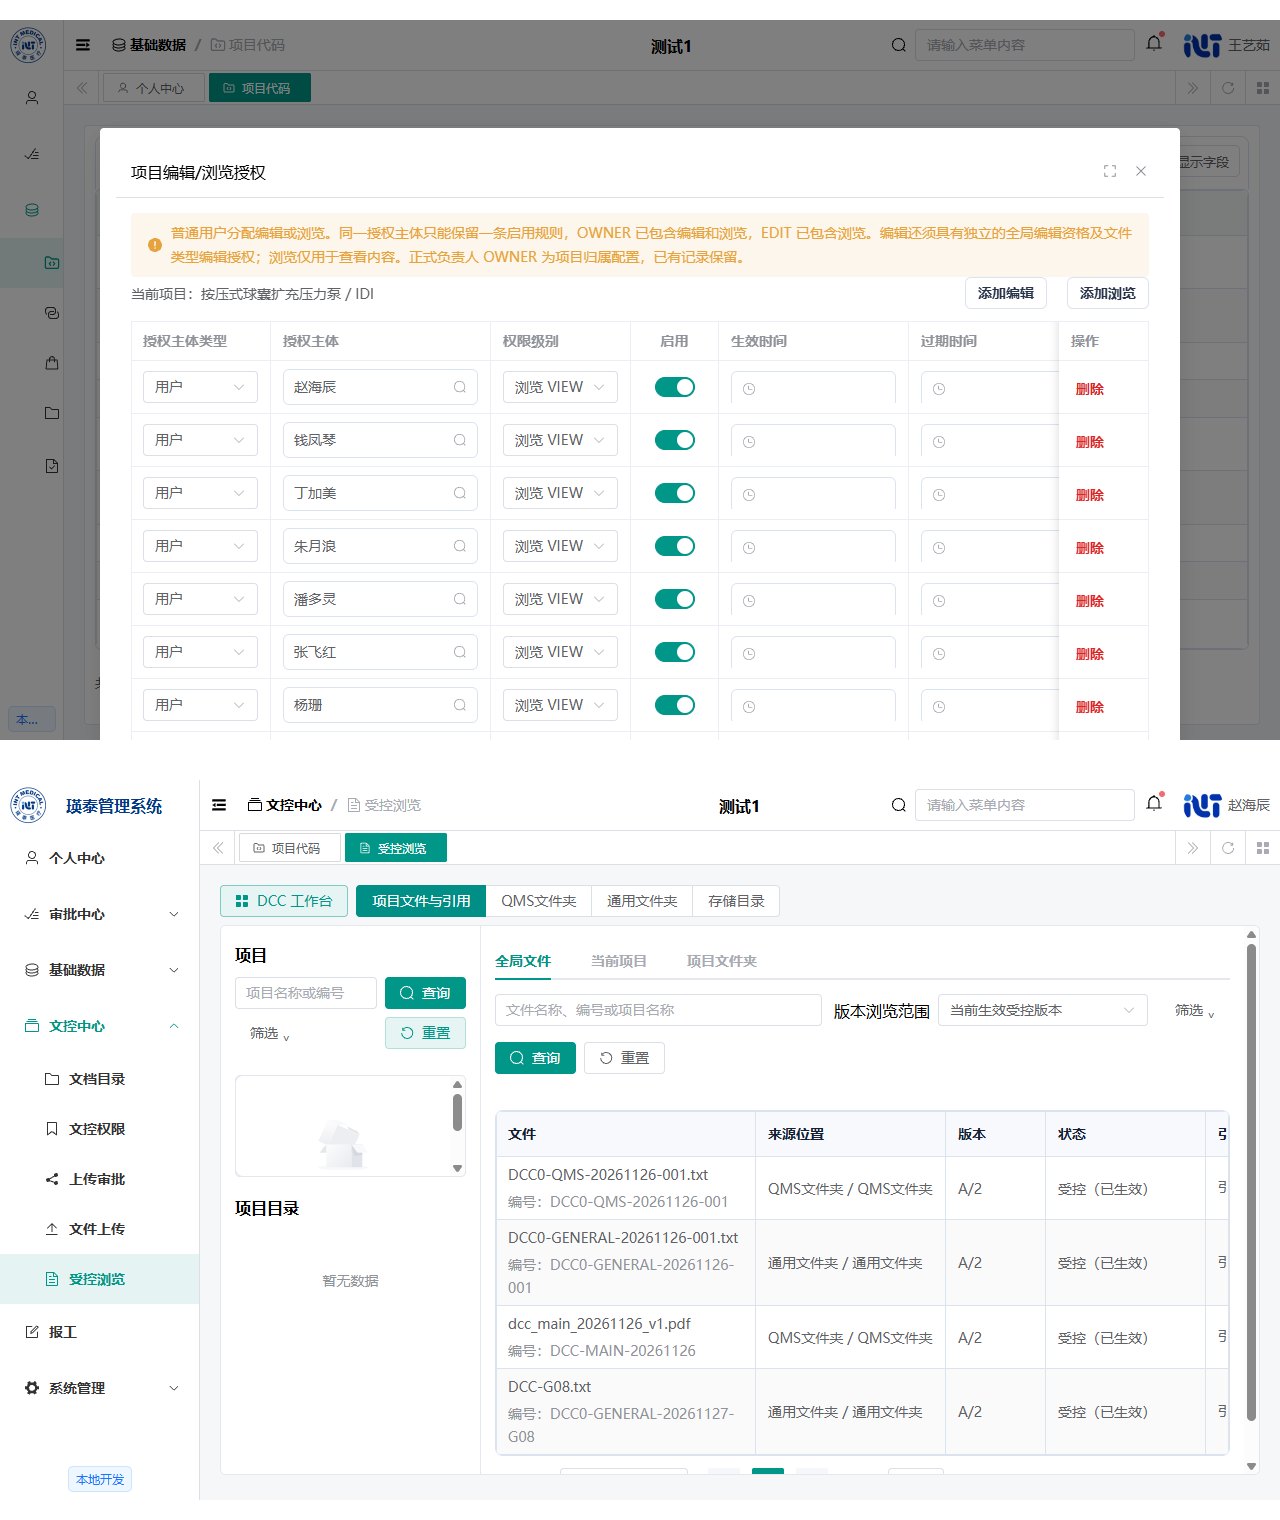 基础数据 / 项目代码
测试1
请输入菜单内容
王艺茹
个人中心
项目代码
显示字段
项目编辑/浏览授权
普通用户分配编辑或浏览。同一授权主体只能保留一条启用规则，OWNER 已包含编辑和浏览，EDIT 已包含浏览。编辑还须具有独立的全局编辑资格及文件
类型编辑授权；浏览仅用于查看内容。正式负责人 OWNER 为项目归属配置，已有记录保留。
当前项目：按压式球囊扩充压力泵 / IDI
添加编辑
添加浏览
授权主体类型 授权主体 权限级别 启用 生效时间 过期时间 操作
用户 赵海辰 浏览 VIEW 删除
用户 钱凤琴 浏览 VIEW 删除
用户 丁加美 浏览 VIEW 删除
用户 朱月浪 浏览 VIEW 删除
用户 潘多灵 浏览 VIEW 删除
用户 张飞红 浏览 VIEW 删除
用户 杨珊 浏览 VIEW 删除
本...
瑛泰管理系统
文控中心 / 受控浏览
测试1
请输入菜单内容
赵海辰
项目代码
受控浏览
个人中心
审批中心
基础数据
文控中心
文档目录
文控权限
上传审批
文件上传
受控浏览
报工
系统管理
本地开发
DCC 工作台
项目文件与引用
QMS文件夹
通用文件夹
存储目录
项目
项目名称或编号
查询
筛选
重置
项目目录
暂无数据
全局文件
当前项目
项目文件夹
文件名称、编号或项目名称
版本浏览范围
当前生效受控版本
筛选
查询
重置
文件 来源位置 版本 状态
DCC0-QMS-20261126-001.txt
编号：DCC0-QMS-20261126-001
QMS文件夹 / QMS文件夹 A/2 受控（已生效）
DCC0-GENERAL-20261126-001.txt
编号：DCC0-GENERAL-20261126-
001
通用文件夹 / 通用文件夹 A/2 受控（已生效）
dcc_main_20261126_v1.pdf
编号：DCC-MAIN-20261126
QMS文件夹 / QMS文件夹 A/2 受控（已生效）
DCC-G08.txt
编号：DCC0-GENERAL-20261127-
G08
通用文件夹 / 通用文件夹 A/2 受控（已生效）